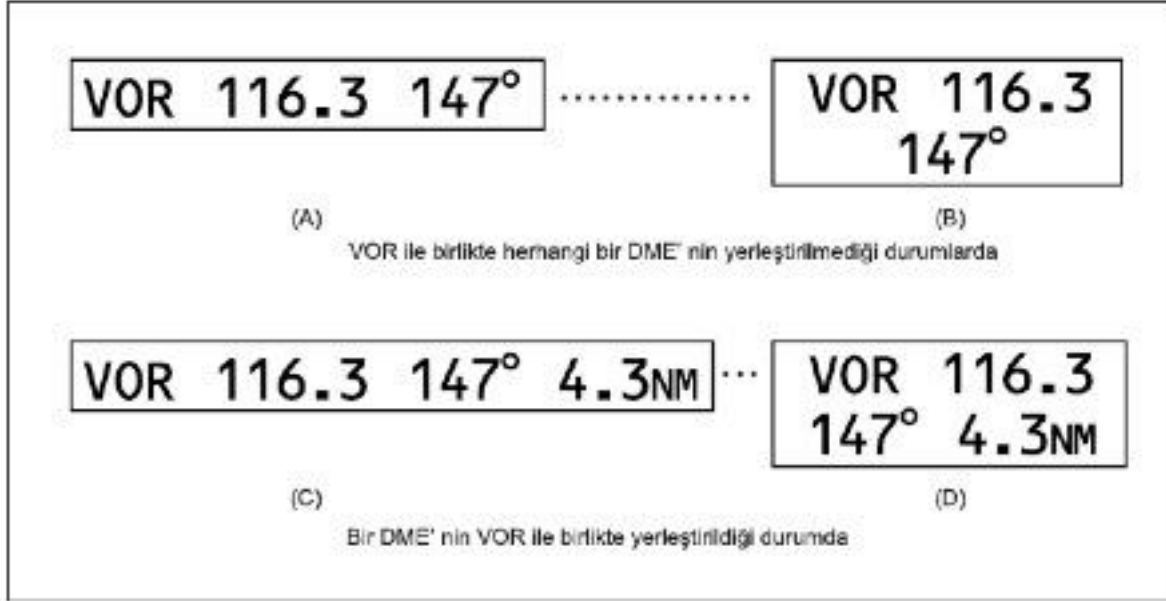 VOR 116.3 147° ..............
VOR 116.3
147°
(A)
(B)
VOR ile birlikte herhangi bir DME' nin yerleştirilmediği durumlarda
VOR 116.3 147° 4.3NM ...
VOR 116.3
147° 4.3NM
(C)
(D)
Bir DME' nin VOR ile birlikte yerleştirildiği durumda